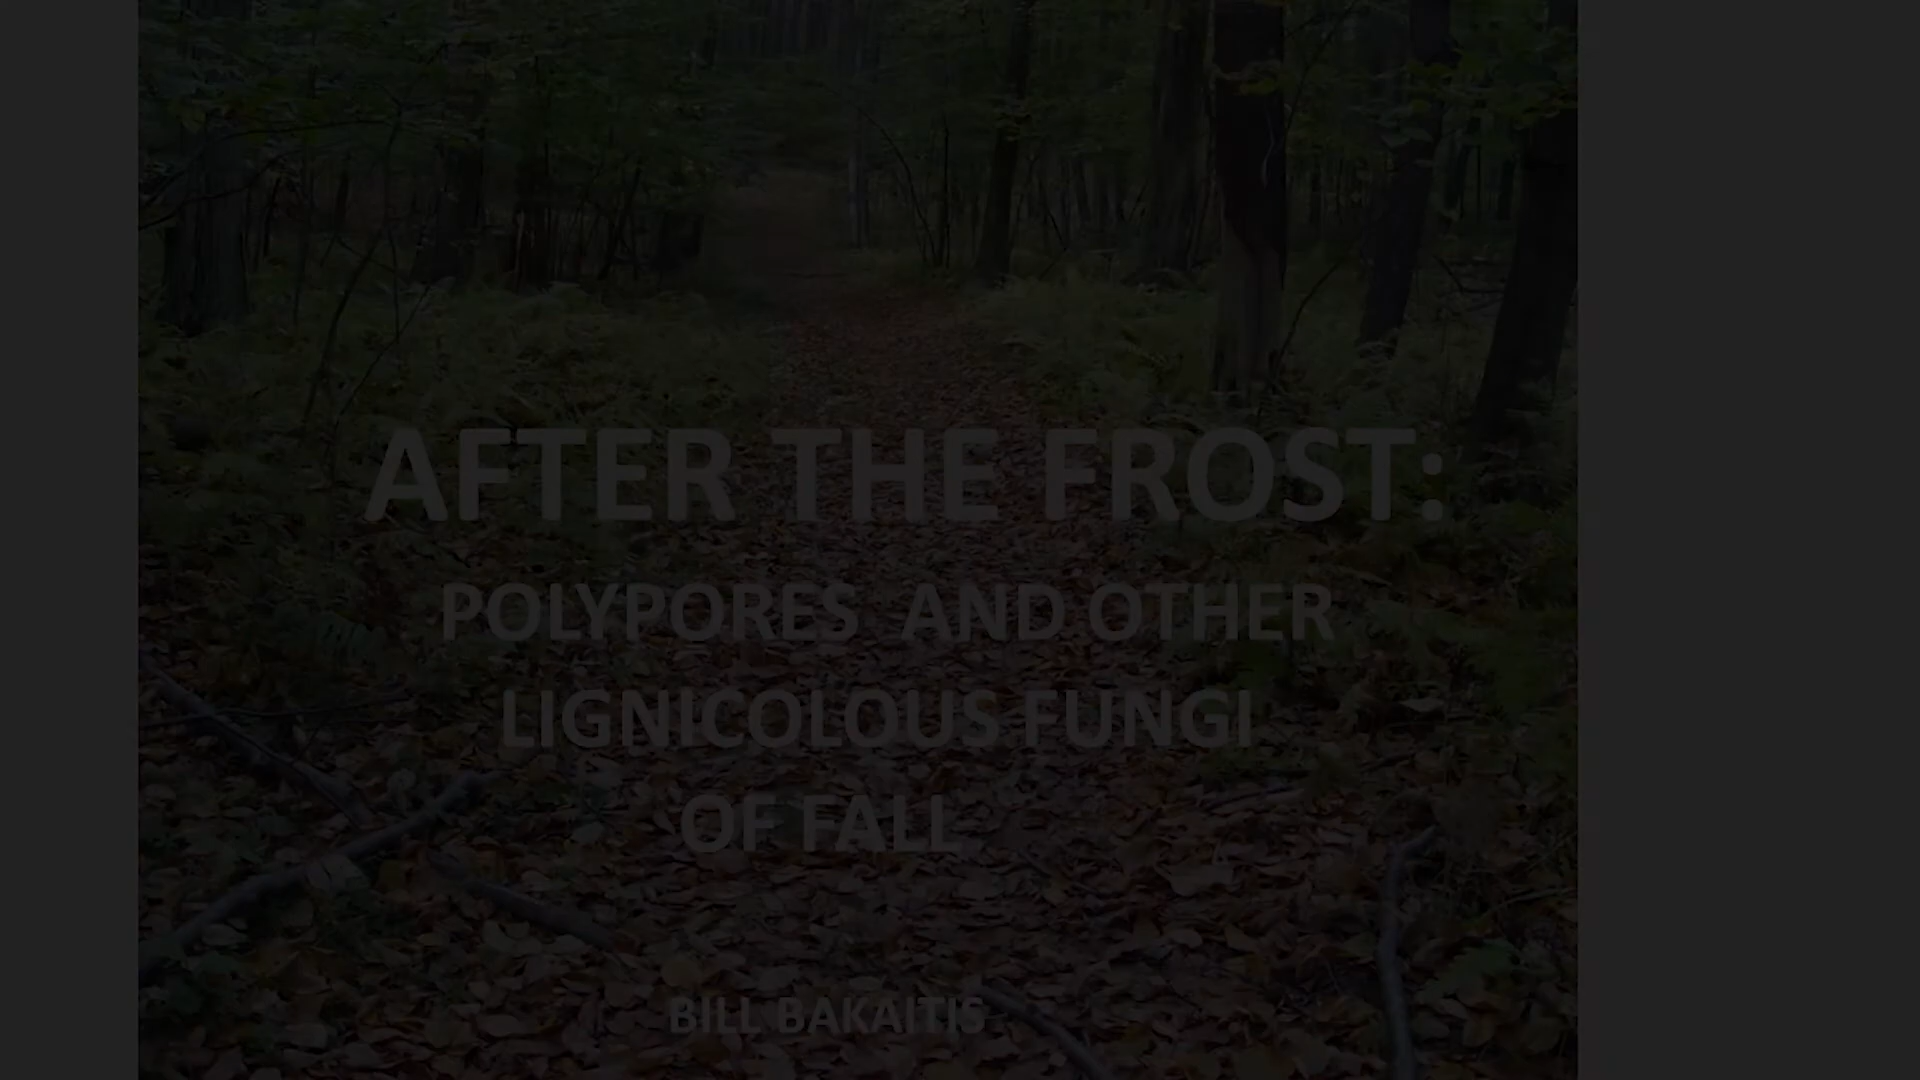 AFTER THE FROST:
POLYPORES AND OTHER
LIGNICOLOUS FUNGI
OF FALL
BILL BAKAITIS